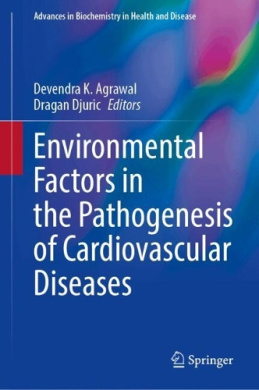 Advances in Biochemistry in Health and Disease
Devendra K. Agrawal
Dragan Djuric Editors
Environmental
Factors in
the Pathogenesis
of Cardiovascular
Diseases
Springer